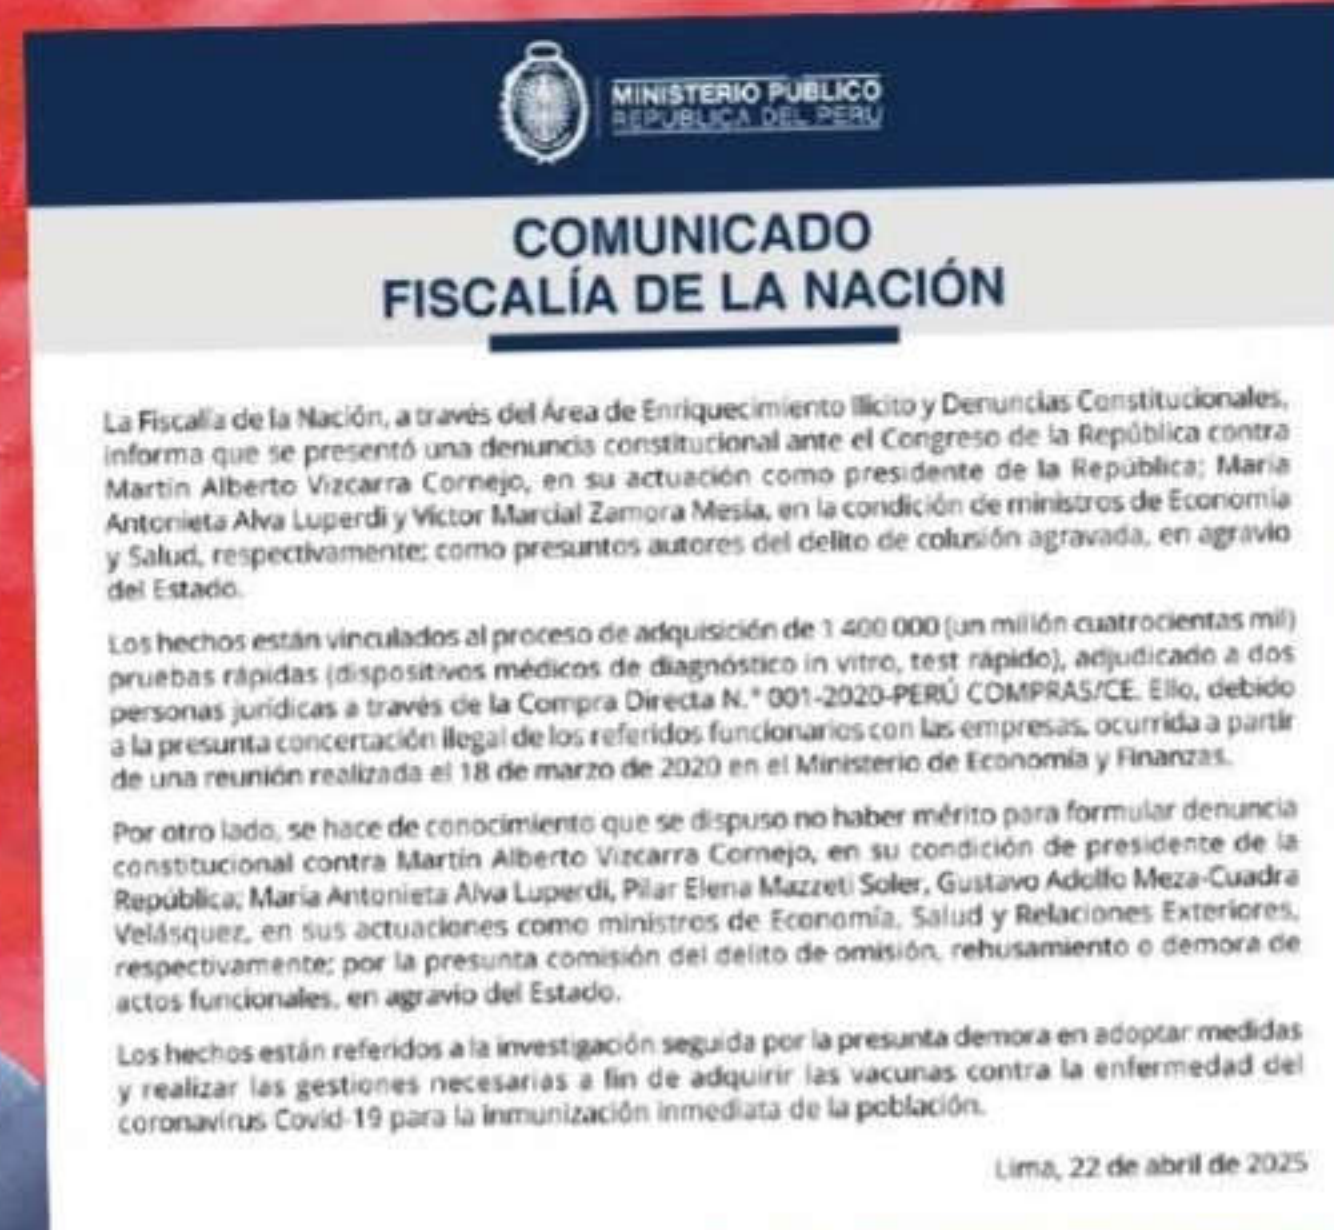 MINISTERIO PÚBLICO
REPÚBLICA DEL PERÚ
COMUNICADO
FISCALÍA DE LA NACIÓN
La Fiscalía de la Nación, a través del Área de Enriquecimiento Ilícito y Denuncias Constitucionales,
informa que se presentó una denuncia constitucional ante el Congreso de la República contra
Martín Alberto Vizcarra Cornejo, en su actuación como presidente de la República; María
Antonieta Alva Luperdi y Víctor Marcial Zamora Mesía, en la condición de ministros de Economía
y Salud, respectivamente; como presuntos autores del delito de colusión agravada, en agravio
del Estado.
Los hechos están vinculados al proceso de adquisición de 1 400 000 (un millón cuatrocientas mil)
pruebas rápidas (dispositivos médicos de diagnóstico in vitro, test rápido), adjudicado a dos
personas jurídicas a través de la Compra Directa N.° 001-2020-PERÚ COMPRAS/CE. Ello, debido
a la presunta concertación ilegal de los referidos funcionarios con las empresas, ocurrida a partir
de una reunión realizada el 18 de marzo de 2020 en el Ministerio de Economía y Finanzas.
Por otro lado, se hace de conocimiento que se dispuso no haber mérito para formular denuncia
constitucional contra Martín Alberto Vizcarra Cornejo, en su condición de presidente de la
República; María Antonieta Alva Luperdi, Pilar Elena Mazzeti Soler, Gustavo Adolfo Meza-Cuadra
Velásquez, en sus actuaciones como ministros de Economía, Salud y Relaciones Exteriores,
respectivamente; por la presunta comisión del delito de omisión, rehusamiento o demora de
actos funcionales, en agravio del Estado.
Los hechos están referidos a la investigación seguida por la presunta demora en adoptar medidas
y realizar las gestiones necesarias a fin de adquirir las vacunas contra la enfermedad del
coronavirus Covid-19 para la inmunización inmediata de la población.
Lima, 22 de abril de 2025